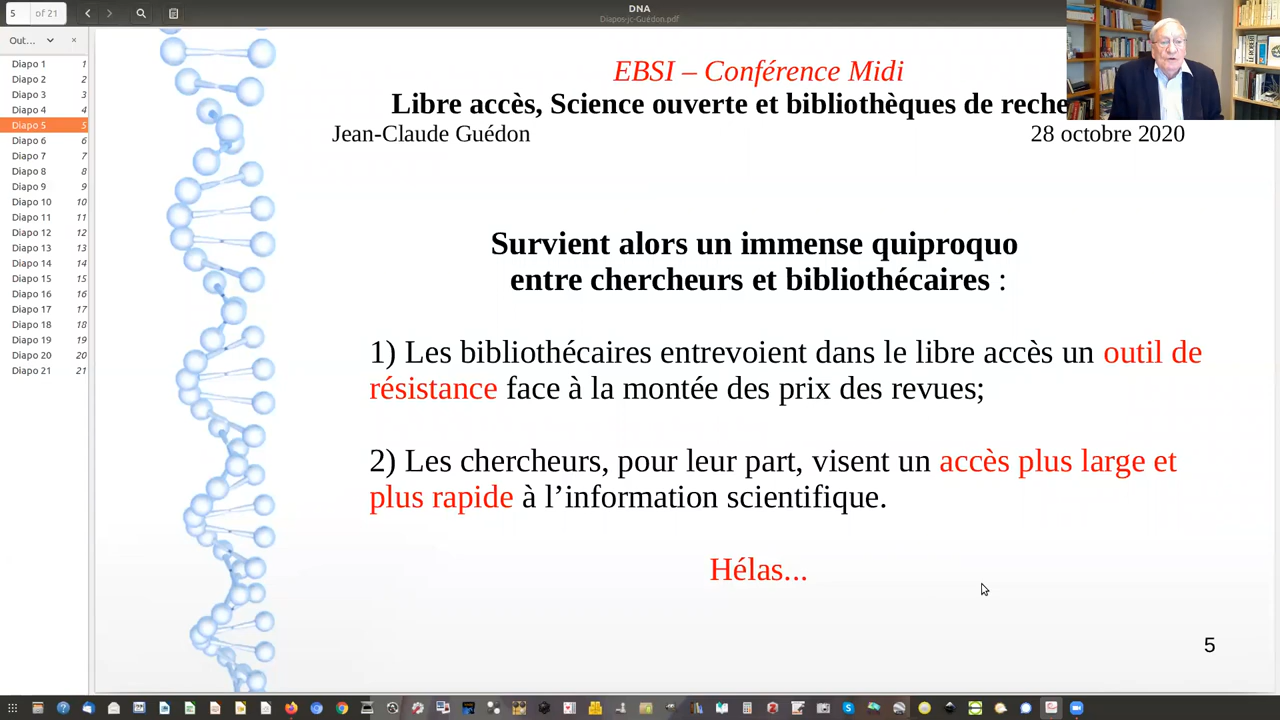 5 of 21
DNA
Diapos-jc-Guédon.pdf
Out...
Diapo 1 1
Diapo 2 2
Diapo 3 3
Diapo 4 4
Diapo 5 5
Diapo 6 6
Diapo 7 7
Diapo 8 8
Diapo 9 9
Diapo 10 10
Diapo 11 11
Diapo 12 12
Diapo 13 13
Diapo 14 14
Diapo 15 15
Diapo 16 16
Diapo 17 17
Diapo 18 18
Diapo 19 19
Diapo 20 20
Diapo 21 21
EBSI – Conférence Midi
Libre accès, Science ouverte et bibliothèques de reche
Jean-Claude Guédon 28 octobre 2020
Survient alors un immense quiproquo
entre chercheurs et bibliothécaires :
1) Les bibliothécaires entrevoient dans le libre accès un outil de
résistance face à la montée des prix des revues;
2) Les chercheurs, pour leur part, visent un accès plus large et
plus rapide à l’information scientifique.
Hélas...
5